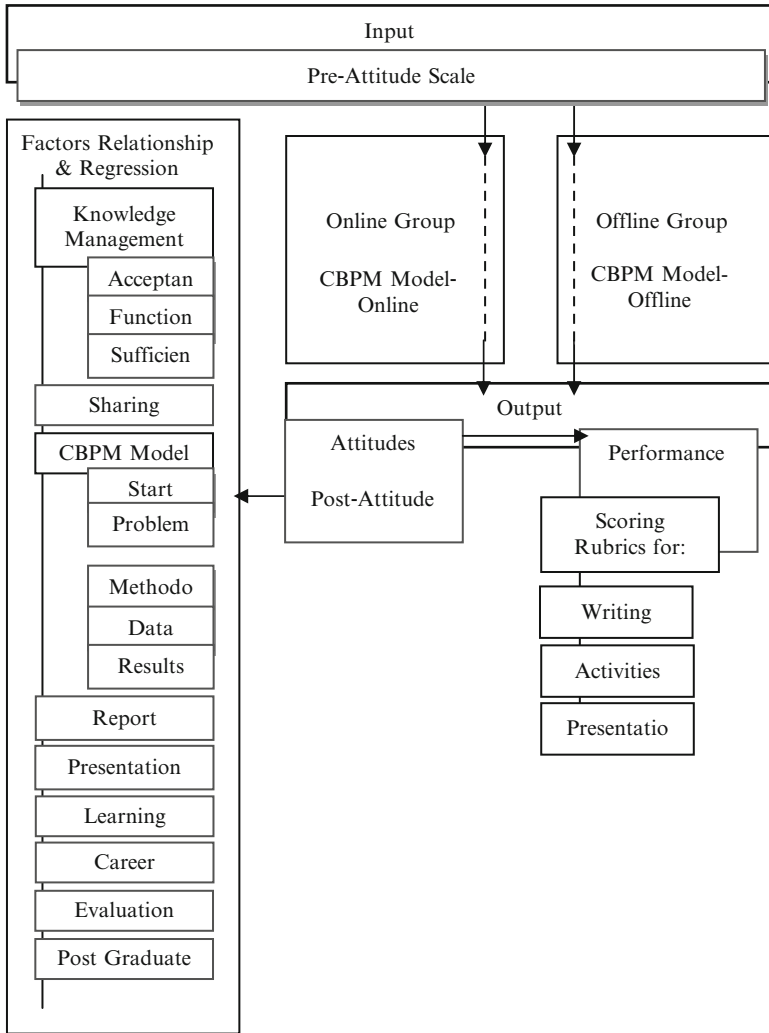 Input
Pre-Attitude Scale
Factors Relationship
& Regression
Knowledge
Management
Acceptan
Function
Sufficien
Sharing
CBPM Model
Start
Problem
Methodo
Data
Results
Report
Presentation
Learning
Career
Evaluation
Post Graduate
Online Group
CBPM Model-
Online
Offline Group
CBPM Model-
Offline
Output
Attitudes
Post-Attitude
Performance
Scoring
Rubrics for:
Writing
Activities
Presentatio